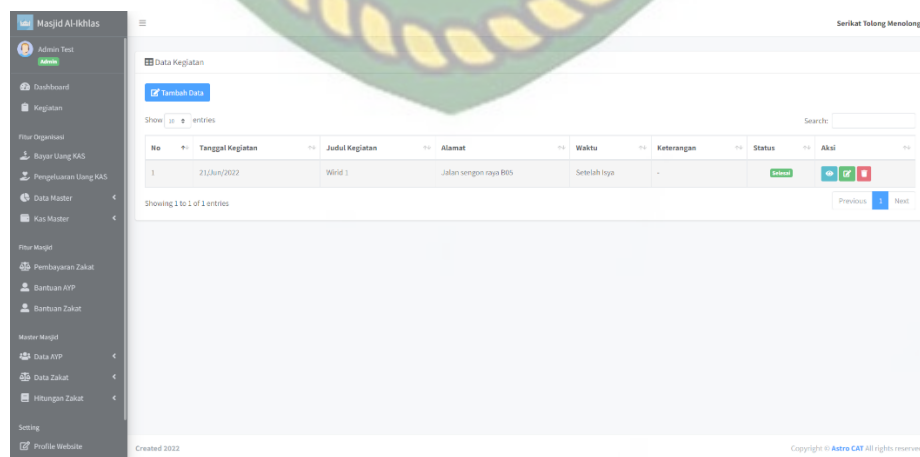 Masjid Al-Ikhlas
Serikat Tolong Menolong
Admin Test
Admin
Dashboard
Kegiatan
Fitur Organisasi
Bayar Uang KAS
Pengeluaran Uang KAS
Data Master
Kas Master
Fitur Masjid
Pembayaran Zakat
Bantuan AYP
Bantuan Zakat
Master Masjid
Data AYP
Data Zakat
Hitungan Zakat
Setting
Profile Website
Data Kegiatan
Tambah Data
Show 10 entries
Search:
No Tanggal Kegiatan Judul Kegiatan Alamat Waktu Keterangan Status Aksi
1 21/Jun/2022 Wirid 1 Jalan sengon raya B05 Setelah Isya - Selesai
Showing 1 to 1 of 1 entries
Previous 1 Next
Created 2022
Copyright © Astro CAT All rights reserved